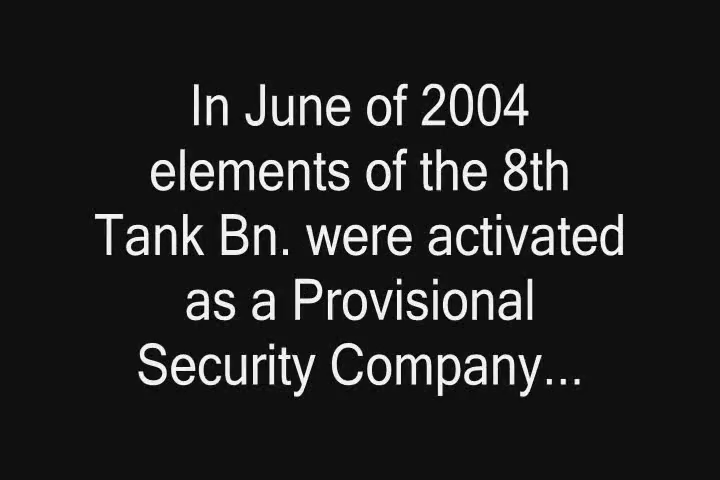 In June of 2004
elements of the 8th
Tank Bn. were activated
as a Provisional
Security Company...